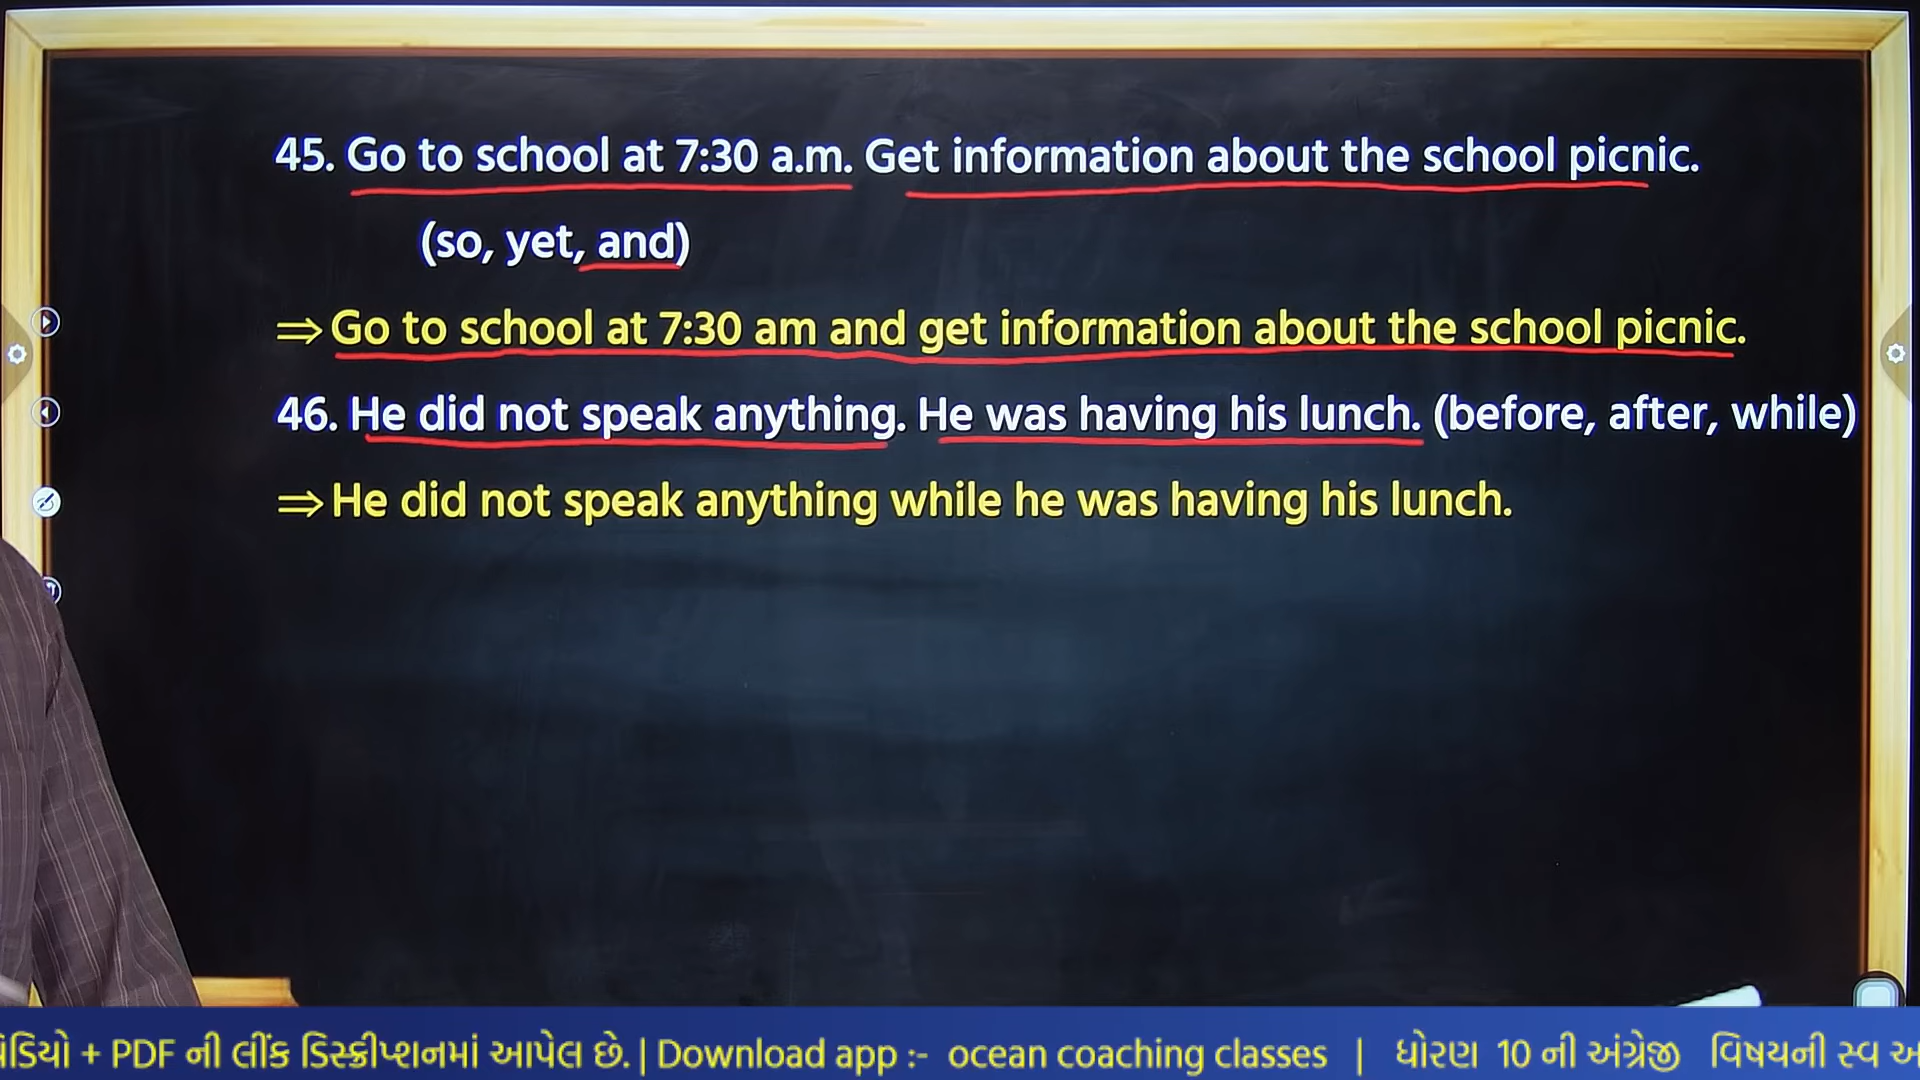 45. Go to school at 7:30 a.m. Get information about the school picnic.
(so, yet, and)
⇒ Go to school at 7:30 am and get information about the school picnic.
46. He did not speak anything. He was having his lunch. (before, after, while)
⇒ He did not speak anything while he was having his lunch.
+ PDF ની લીંક ડિસ્ક્રીપ્શનમાં આપેલ છે. | Download app :- ocean coaching classes | ધોરણ 10 ની અંગ્રેજી વિષયની સ્વ